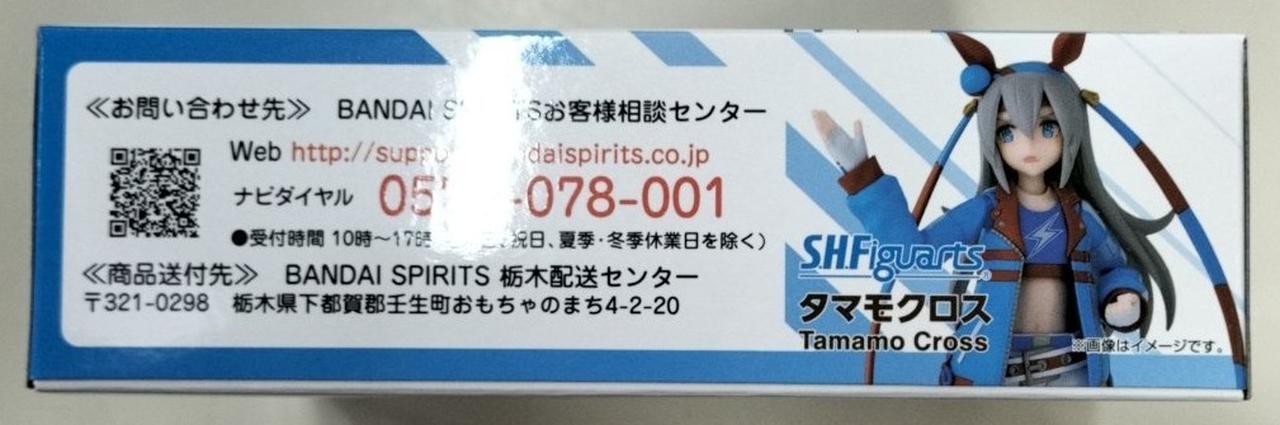 ≪お問い合わせ先≫ BANDAI お客様相談センター
Web http://supp daispirits.co.jp
ナビダイヤル 05 -078-001
●受付時間 10時～17時 祝日、夏季・冬季休業日を除く）
≪商品送付先≫ BANDAI SPIRITS 栃木配送センター
〒321-0298 栃木県下都賀郡壬生町おもちゃのまち4-2-20
S.H.Figuarts
タマモクロス
Tamamo Cross
※画像はイメージです。